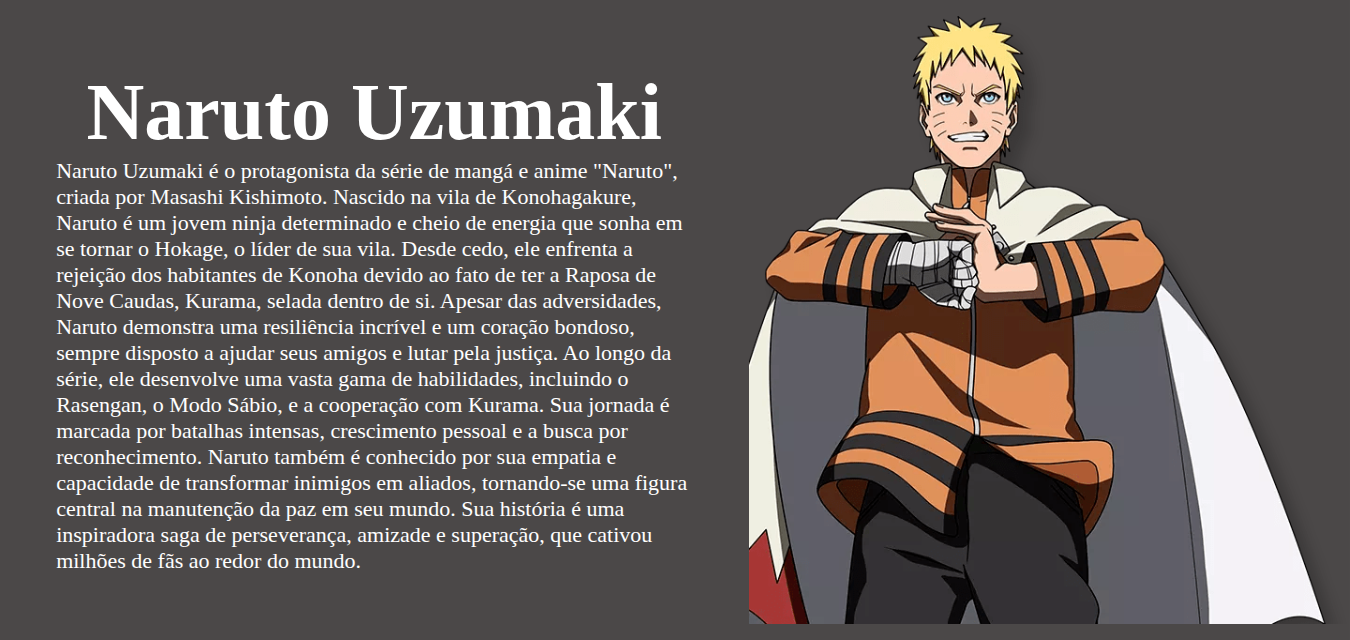 Naruto Uzumaki
Naruto Uzumaki é o protagonista da série de mangá e anime "Naruto",
criada por Masashi Kishimoto. Nascido na vila de Konohagakure,
Naruto é um jovem ninja determinado e cheio de energia que sonha em
se tornar o Hokage, o líder de sua vila. Desde cedo, ele enfrenta a
rejeição dos habitantes de Konoha devido ao fato de ter a Raposa de
Nove Caudas, Kurama, selada dentro de si. Apesar das adversidades,
Naruto demonstra uma resiliência incrível e um coração bondoso,
sempre disposto a ajudar seus amigos e lutar pela justiça. Ao longo da
série, ele desenvolve uma vasta gama de habilidades, incluindo o
Rasengan, o Modo Sábio, e a cooperação com Kurama. Sua jornada é
marcada por batalhas intensas, crescimento pessoal e a busca por
reconhecimento. Naruto também é conhecido por sua empatia e
capacidade de transformar inimigos em aliados, tornando-se uma figura
central na manutenção da paz em seu mundo. Sua história é uma
inspiradora saga de perseverança, amizade e superação, que cativou
milhões de fãs ao redor do mundo.